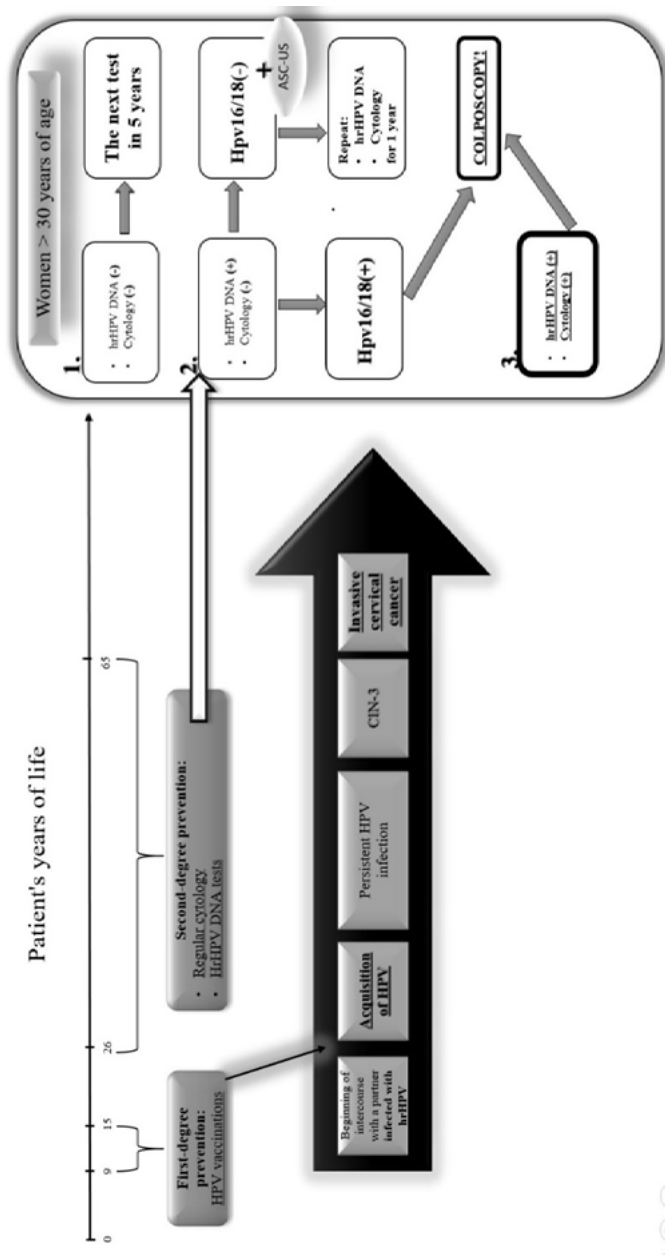 Patient's years of life
0
9
15
26
65
First-degree
prevention:
HPV vaccinations
Second-degree prevention:
• Regular cytology
• HrHPV DNA tests
Beginning of
intercourse
with a partner
infected with
hrHPV
Acquisition
of HPV
Persistent HPV
infection
CIN-3
Invasive
cervical
cancer
Women > 30 years of age
1.
• hrHPV DNA (-)
• Cytology (-)
The next test
in 5 years
2.
• hrHPV DNA (+)
• Cytology (-)
Hpv16/18(-)
+
ASC-US
Repeat:
• hrHPV DNA
• Cytology
for 1 year
Hpv16/18(+)
COLPOSCOPY!
3.
• hrHPV DNA (+)
• Cytology (+)